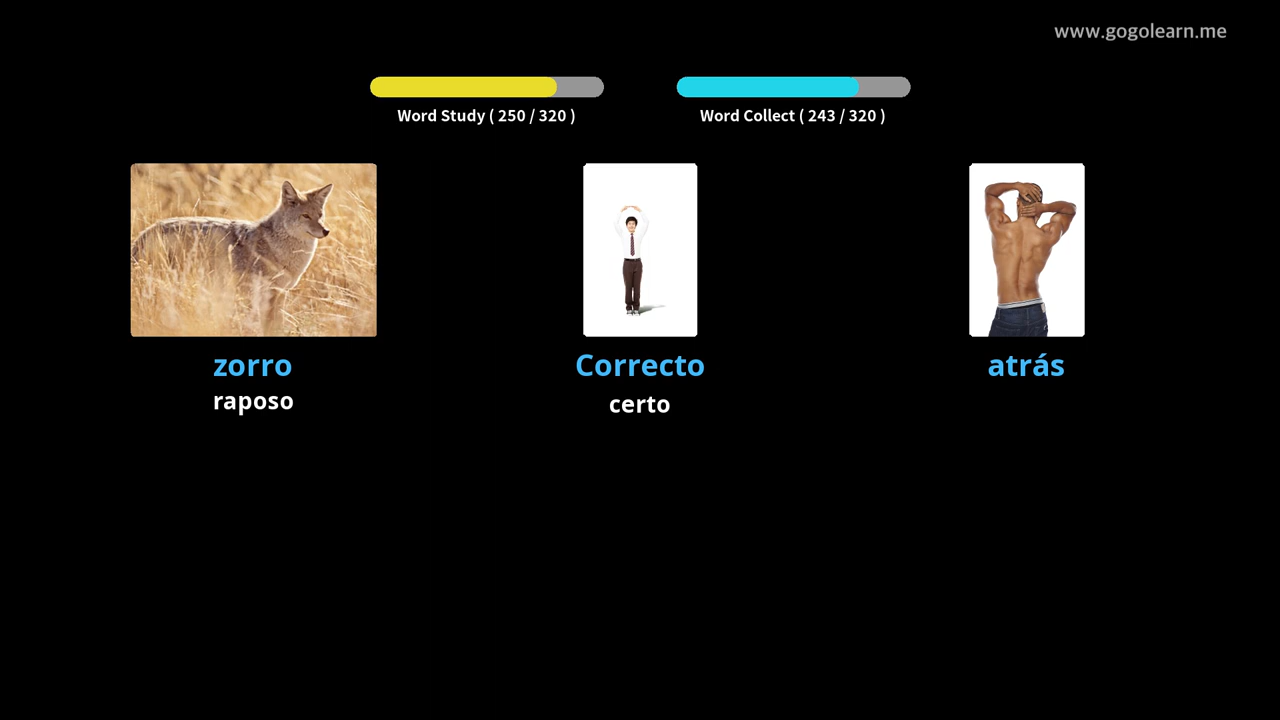 www.gogolearn.me
Word Study ( 250 / 320 )
Word Collect ( 243 / 320 )
zorro
raposo
Correcto
certo
atrás